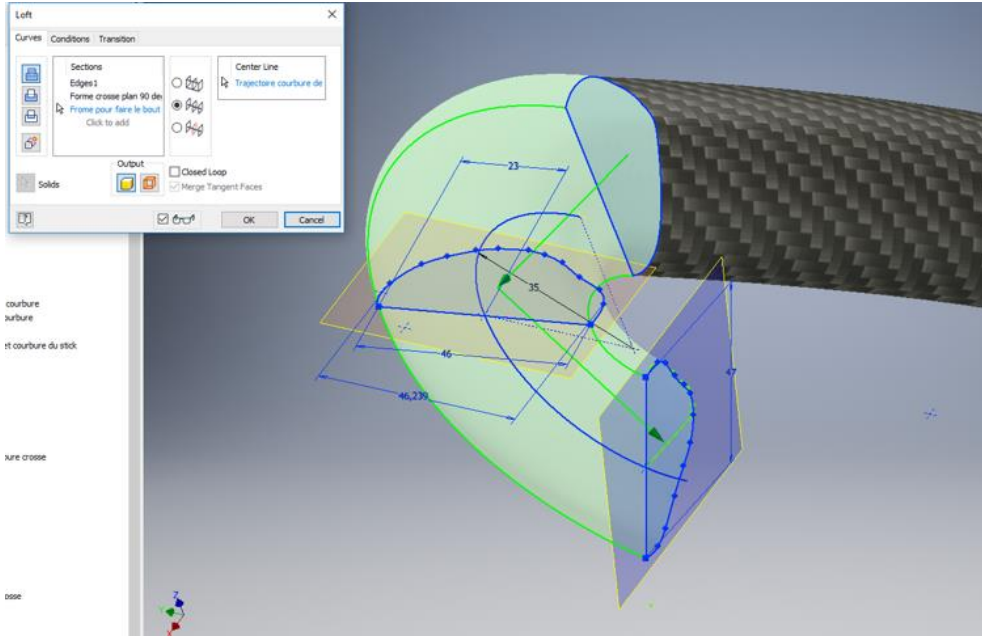 Loft
Curves Conditions Transition
Sections
Edges1
Forme crosse plan 90 de
Frome pour faire le bout
Click to add
Center Line
Trajectoire courbure de
Output
Closed Loop
Merge Tangent Faces
Solids
OK
Cancel
23
35
46
46,239
47
courbure
ourbure
et courbure du stick
oure crosse
osse
Z
Y
X